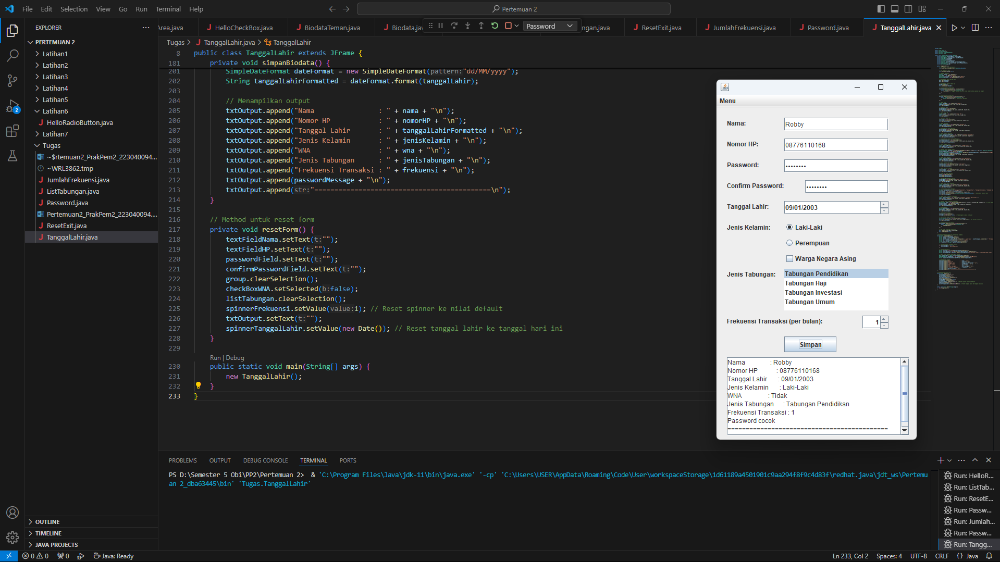 File Edit Selection View Go Run Terminal Help
Pertemuan 2
EXPLORER
Area.java HelloCheckBox.java BiodataTeman.java Biodata.jav Password ngan.java ResetExit.java JumlahFrekuensi.java Password.java TanggalLahir.java
PERTEMUAN 2
Latihan1
Latihan2
Latihan3
Latihan4
Latihan5
Latihan6
HelloRadioButton.java
Latihan7
Tugas
~$rtemuan2_PrakPem2_223040094....
~WRL3862.tmp
JumlahFrekuensi.java
ListTabungan.java
Password.java
Pertemuan2_PrakPem2_223040094....
ResetExit.java
TanggalLahir.java
OUTLINE
TIMELINE
JAVA PROJECTS
Tugas > TanggalLahir.java > TanggalLahir
8 public class TanggalLahir extends JFrame {
181 private void simpanBiodata() {
201 SimpleDateFormat dateFormat = new SimpleDateFormat(pattern:"dd/MM/yyyy");
202 String tanggalLahirFormatted = dateFormat.format(tanggalLahir);
203
204 // Menampilkan output
205 txtOutput.append("Nama : " + nama + "\n");
206 txtOutput.append("Nomor HP : " + nomorHP + "\n");
207 txtOutput.append("Tanggal Lahir : " + tanggalLahirFormatted + "\n");
208 txtOutput.append("Jenis Kelamin : " + jenisKelamin + "\n");
209 txtOutput.append("WNA : " + wna + "\n");
210 txtOutput.append("Jenis Tabungan : " + jenisTabungan + "\n");
211 txtOutput.append("Frekuensi Transaksi : " + frekuensi + "\n");
212 txtOutput.append(passwordMessage + "\n");
213 txtOutput.append(str:"============================================\n");
214 }
215
216 // Method untuk reset form
217 private void resetForm() {
218 textFieldNama.setText(t:"");
219 textFieldHP.setText(t:"");
220 passwordField.setText(t:"");
221 confirmPasswordField.setText(t:"");
222 group.clearSelection();
223 checkBoxWNA.setSelected(b:false);
224 listTabungan.clearSelection();
225 spinnerFrekuensi.setValue(value:1); // Reset spinner ke nilai default
226 txtOutput.setText(t:"");
227 spinnerTanggalLahir.setValue(new Date()); // Reset tanggal lahir ke tanggal hari ini
228 }
229
Run | Debug
230 public static void main(String[] args) {
231 new TanggalLahir();
232 }
233 }
Menu
Nama: Robby
Nomor HP: 08776110168
Password: ••••••••
Confirm Password: ••••••••
Tanggal Lahir: 09/01/2003
Jenis Kelamin: Laki-Laki
Perempuan
Warga Negara Asing
Jenis Tabungan: Tabungan Pendidikan
Tabungan Haji
Tabungan Investasi
Tabungan Umum
Frekuensi Transaksi (per bulan): 1
Simpan
Nama : Robby
Nomor HP : 08776110168
Tanggal Lahir : 09/01/2003
Jenis Kelamin : Laki-Laki
WNA : Tidak
Jenis Tabungan : Tabungan Pendidikan
Frekuensi Transaksi : 1
Password cocok
============================================
PROBLEMS OUTPUT DEBUG CONSOLE TERMINAL PORTS
PS D:\Semester 5 Obi\PP2\Pertemuan 2> & 'C:\Program Files\Java\jdk-11\bin\java.exe' '-cp' 'C:\Users\USER\AppData\Roaming\Code\User\workspaceStorage\1d61189a4501901c9aa294f8f9c4d83f\redhat.java\jdt_ws\Pertemu
an 2_dba63445\bin' 'Tugas.TanggalLahir'
Run: HelloR...
Run: ListTab...
Run: ResetE...
Run: Passw...
Run: Jumlah...
Run: Passw...
Run: Tangg...
2
0 0 0 Java: Ready Ln 233, Col 2 Spaces: 4 UTF-8 CRLF {} Java